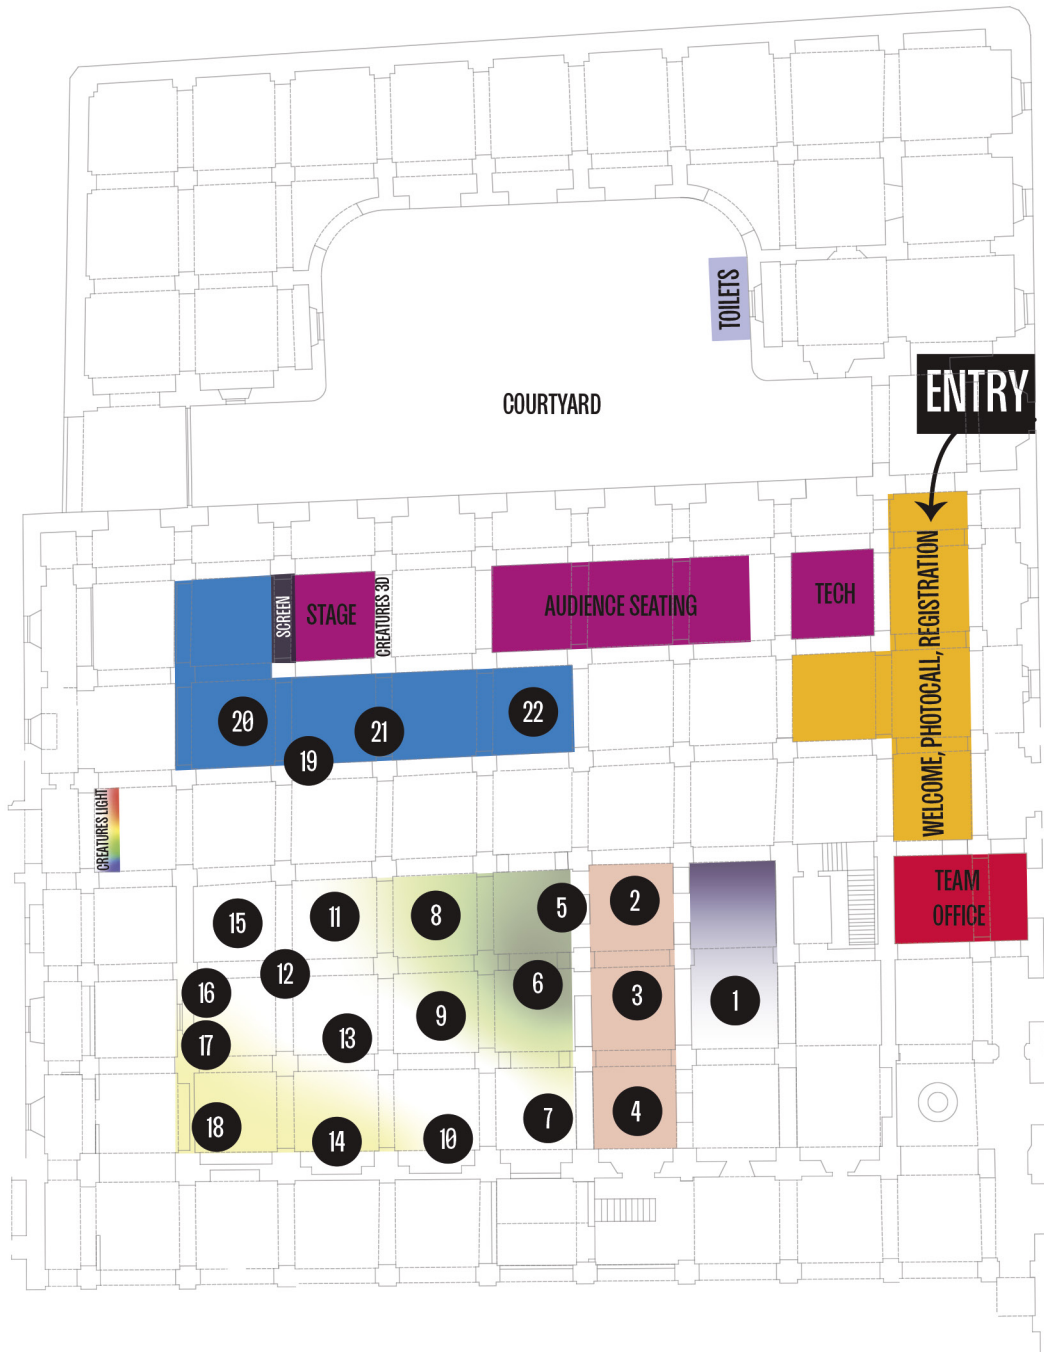 TOILETS
ENTRY
COURTYARD
SCREEN
STAGE
CREATURES 3D
AUDIENCE SEATING
TECH
WELCOME, PHOTOCALL, REGISTRATION
20
21
22
19
CREATURES LIGHT
TEAM
OFFICE
15
11
8
5
2
12
16
6
3
1
17
13
9
18
14
10
7
4